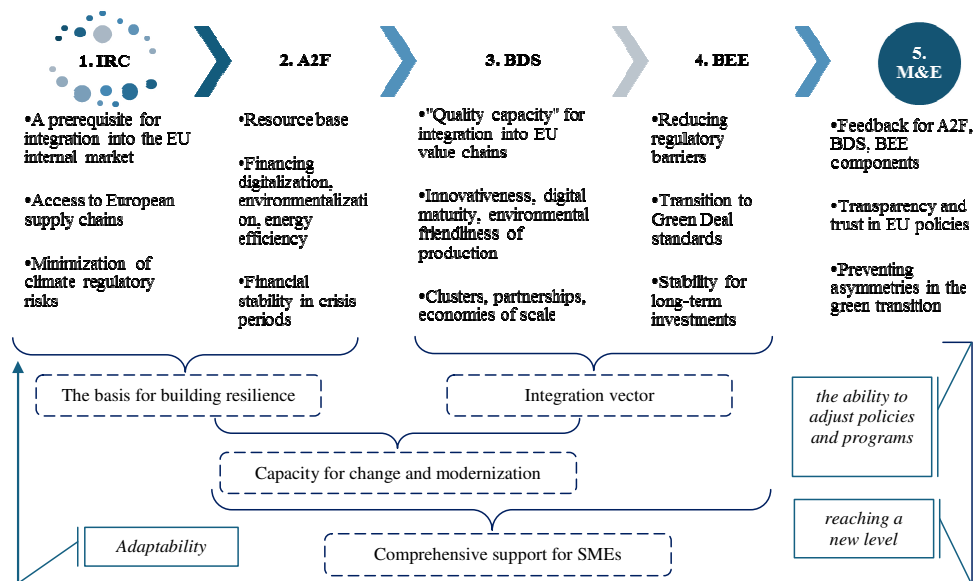 1. IRC
•A prerequisite for
integration into the EU
internal market
•Access to European
supply chains
•Minimization of
climate regulatory
risks
2. A2F
•Resource base
•Financing
digitalization,
environmentalizati
on, energy
efficiency
•Financial
stability in crisis
periods
3. BDS
•"Quality capacity" for
integration into EU
value chains
•Innovativeness, digital
maturity, environmental
friendliness of
production
•Clusters, partnerships,
economies of scale
4. BEE
•Reducing
regulatory
barriers
•Transition to
Green Deal
standards
•Stability for
long-term
investments
5.
M&E
•Feedback for A2F,
BDS, BEE
components
•Transparency and
trust in EU policies
•Preventing
asymmetries in the
green transition
The basis for building resilience
Integration vector
the ability to
adjust policies
and programs
Capacity for change and modernization
Adaptability
Comprehensive support for SMEs
reaching a
new level